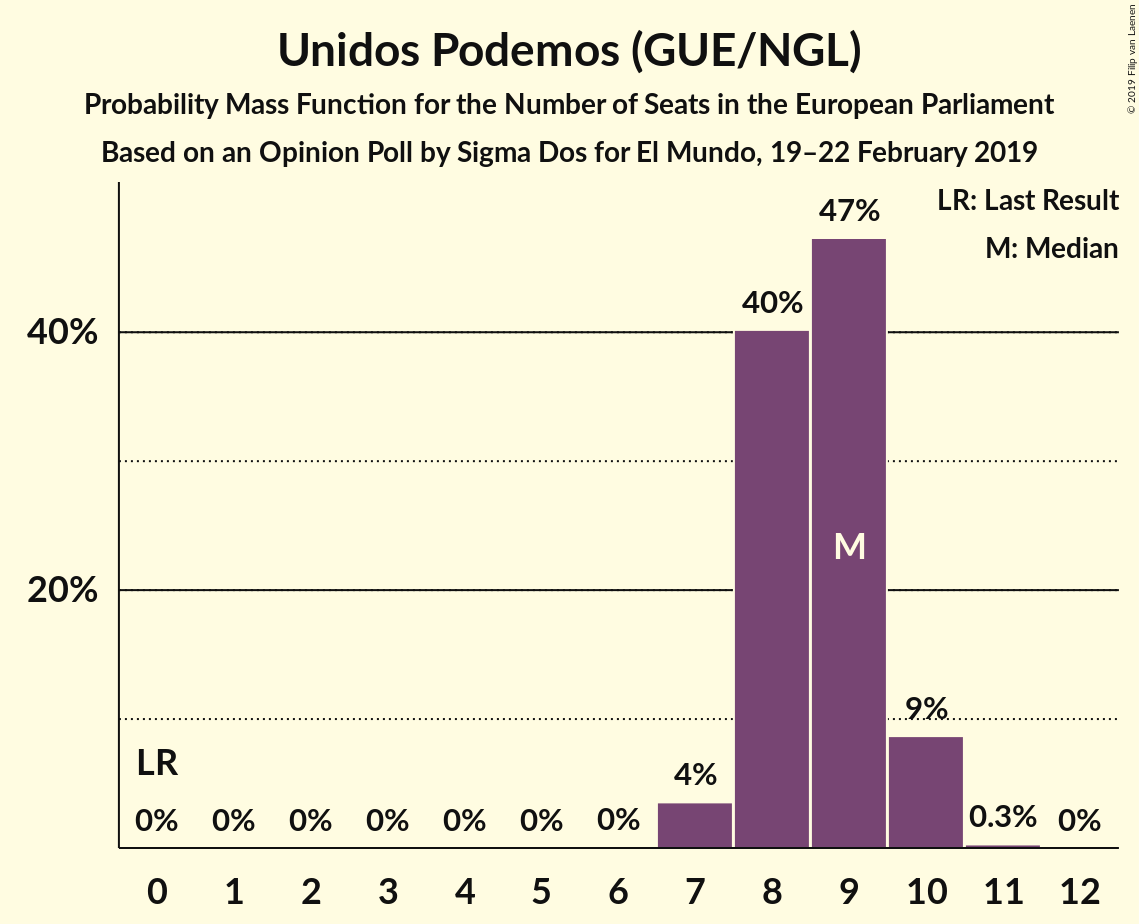 Unidos Podemos (GUE/NGL)
Probability Mass Function for the Number of Seats in the European Parliament
Based on an Opinion Poll by Sigma Dos for El Mundo, 19–22 February 2019
© 2019 Filip van Laenen
LR: Last Result
M: Median
47%
40%
40%
M
20%
9%
LR
4%
0% 0% 0% 0% 0% 0% 0% 0.3% 0%
0 1 2 3 4 5 6 7 8 9 10 11 12